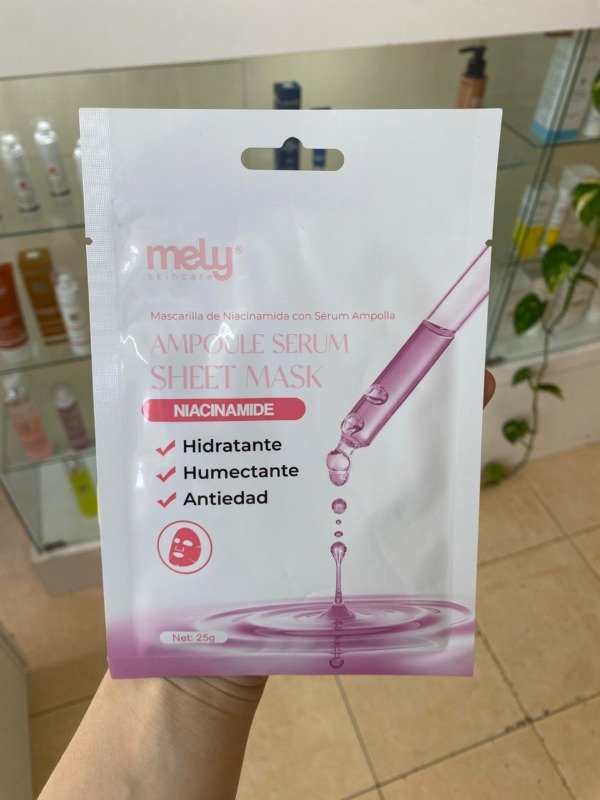 mely®
skincare
Mascarilla de Niacinamida con Sérum Ampolla
AMPOULE SERUM
SHEET MASK
NIACINAMIDE
Hidratante
Humectante
Antiedad
Net: 25g